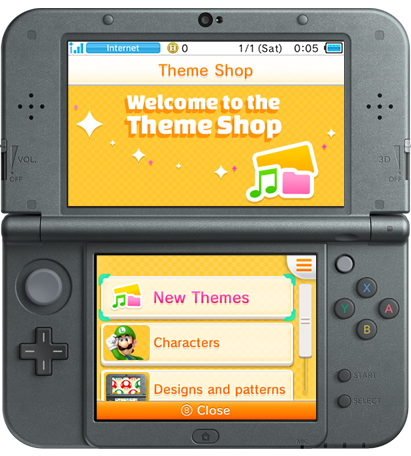 Internet 0 1/1 (Sat) 0:05
Theme Shop
Welcome to the
Theme Shop
VOL.
OFF
3D
OFF
New Themes
Characters
Designs and patterns
X
Y A
B
START
SELECT
B Close
MIC